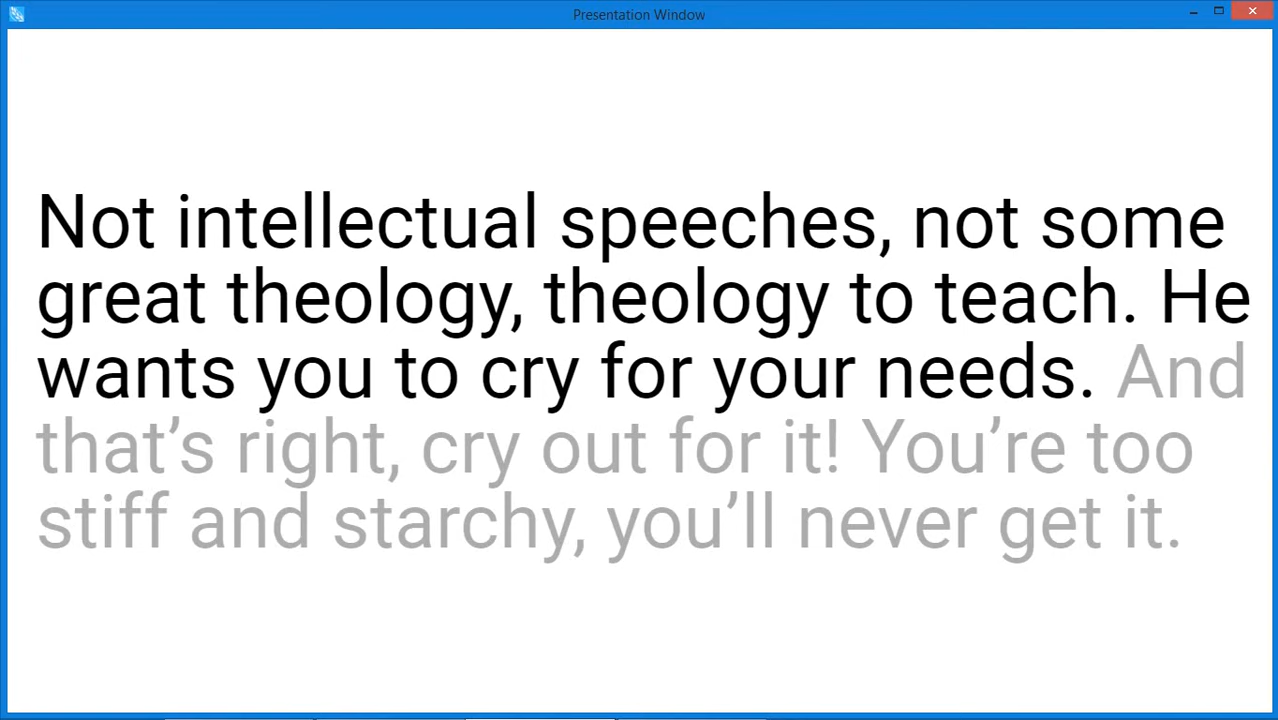 Presentation Window
Not intellectual speeches, not some
great theology, theology to teach. He
wants you to cry for your needs. And
that’s right, cry out for it! You’re too
stiff and starchy, you’ll never get it.